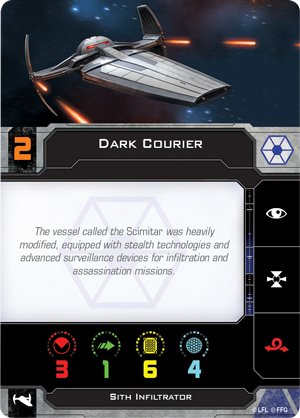 2 DARK COURIER
The vessel called the Scimitar was heavily
modified, equipped with stealth technologies and
advanced surveillance devices for infiltration and
assassination missions.
3 1 6 4
SITH INFILTRATOR
©LFL ©FFG